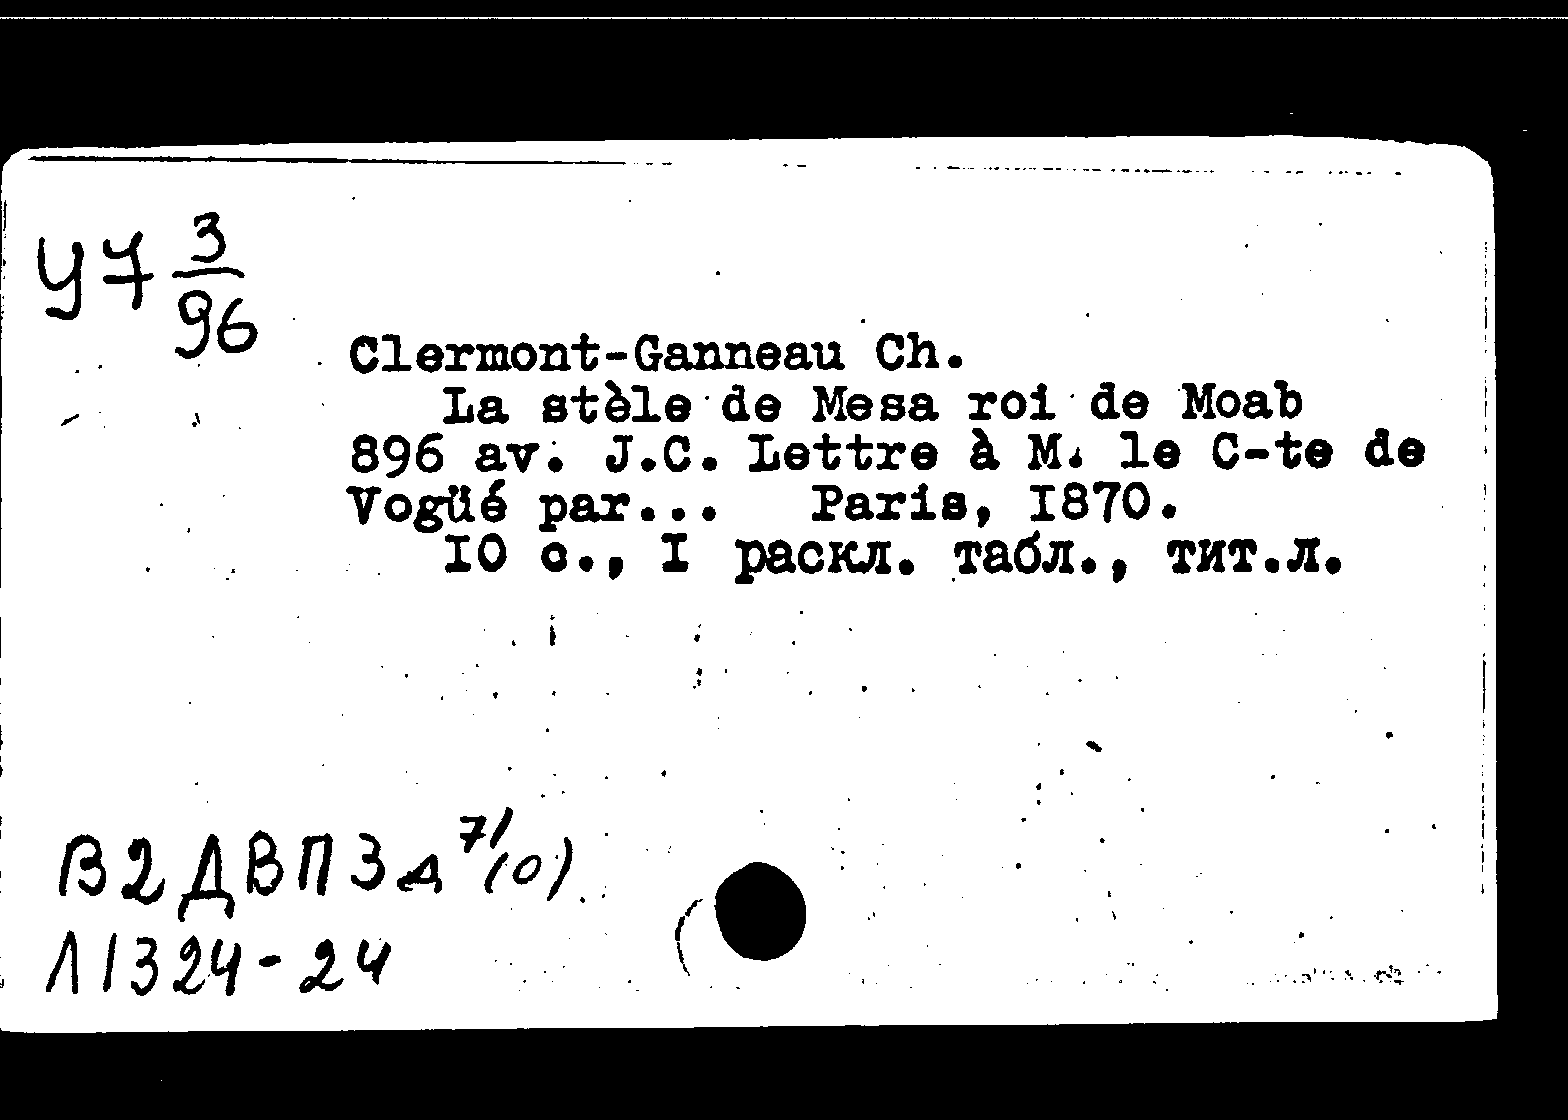 У7 3/96
Clermont-Ganneau Ch.
La stèle de Mesa roi de Moab
896 av. J.C. Lettre à M. le C-te de
Vogüé par... Paris, I870.
IO с., I раскл. табл., тит.л.
В2ДВП3д 7/(0)
Л1324-24